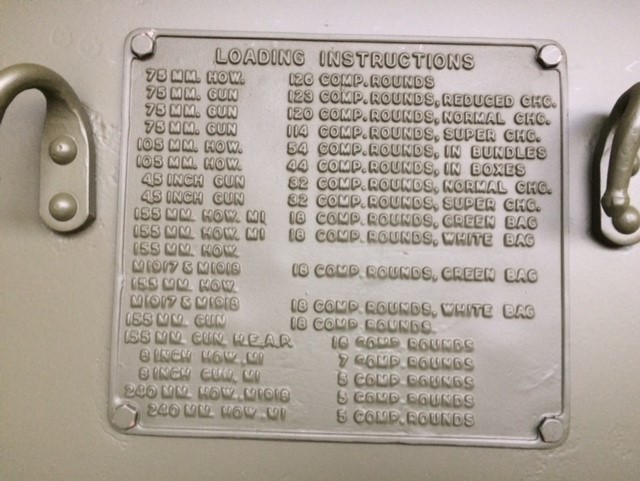 LOADING INSTRUCTIONS
75 MM. HOW. 126 COMP. ROUNDS
75 MM. GUN 123 COMP. ROUNDS, REDUCED CHG.
75 MM. GUN 120 COMP. ROUNDS, NORMAL CHG.
75 MM. GUN 114 COMP. ROUNDS, SUPER CHG.
105 MM. HOW. 54 COMP. ROUNDS, IN BUNDLES
105 MM. HOW. 44 COMP. ROUNDS, IN BOXES
4.5 INCH GUN 32 COMP. ROUNDS, NORMAL CHG.
4.5 INCH GUN 32 COMP. ROUNDS, SUPER CHG.
155 MM. HOW. M1 18 COMP. ROUNDS, GREEN BAG
155 MM. HOW. M1 18 COMP. ROUNDS, WHITE BAG
155 MM. HOW.
M1017 & M1018 18 COMP. ROUNDS, GREEN BAG
155 MM. HOW.
M1017 & M1018 18 COMP. ROUNDS, WHITE BAG
155 MM. GUN 18 COMP. ROUNDS
155 MM. GUN, H.E.A.P. 16 COMP. ROUNDS
8 INCH HOW. M1 7 COMP. ROUNDS
8 INCH GUN, M1 5 COMP. ROUNDS
240 MM. HOW. M1018 5 COMP. ROUNDS
240 MM. HOW. M1 5 COMP. ROUNDS